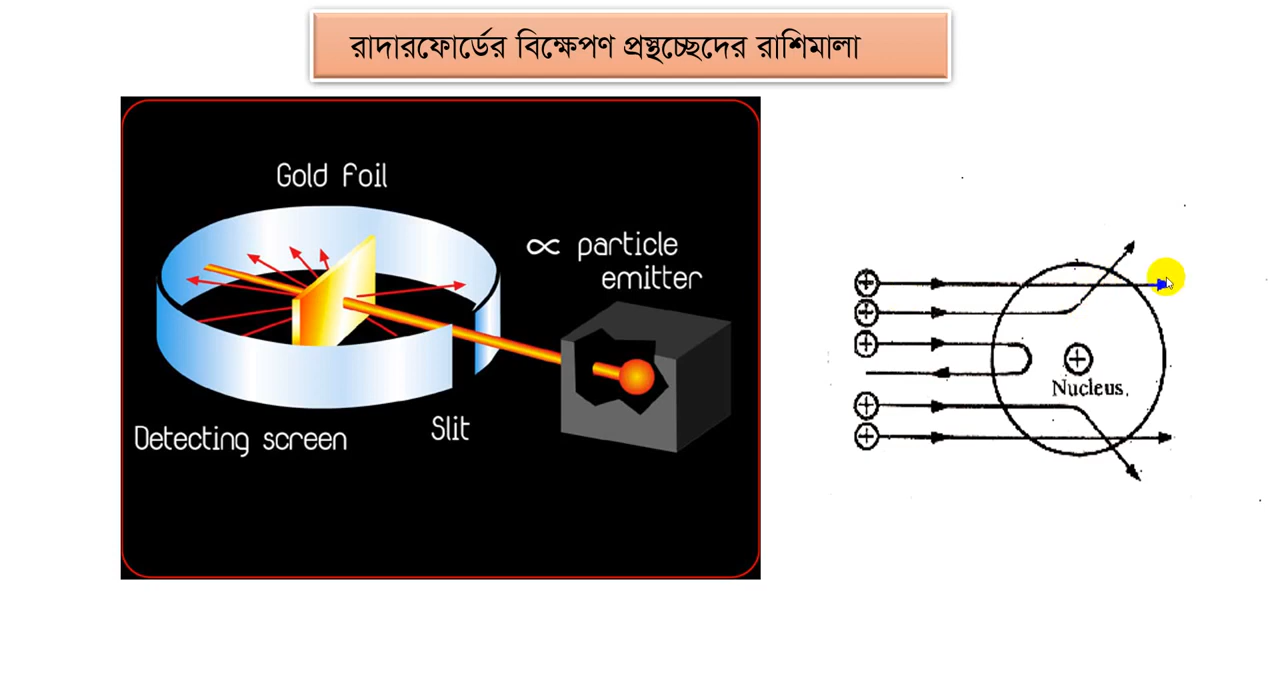 রাদারফোর্ডের বিক্ষেপণ প্রস্থচ্ছেদের রাশিমালা
Gold Foil
∝ particle
emitter
Slit
Detecting screen
Nucleus.